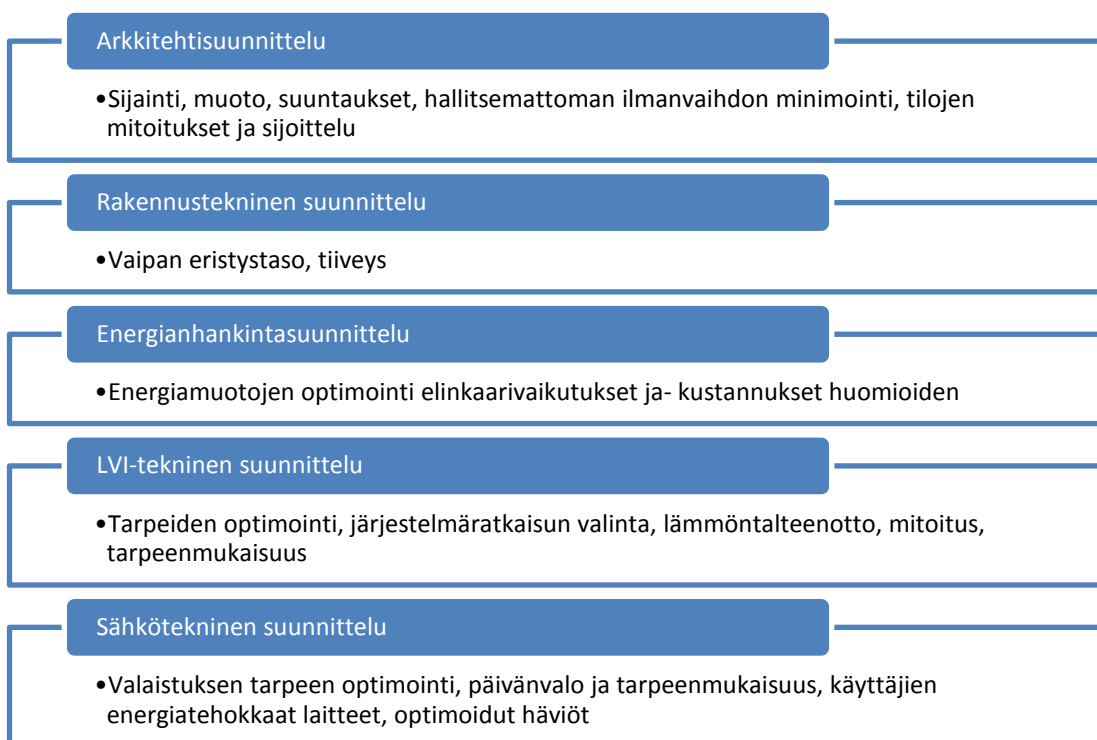 Arkkitehtisuunnittelu
•Sijainti, muoto, suuntaukset, hallitsemattoman ilmanvaihdon minimointi, tilojen
mitoitukset ja sijoittelu
Rakennustekninen suunnittelu
•Vaipan eristystaso, tiiveys
Energianhankintasuunnittelu
•Energiamuotojen optimointi elinkaarivaikutukset ja- kustannukset huomioiden
LVI-tekninen suunnittelu
•Tarpeiden optimointi, järjestelmäratkaisun valinta, lämmöntalteenotto, mitoitus,
tarpeenmukaisuus
Sähkötekninen suunnittelu
•Valaistuksen tarpeen optimointi, päivänvalo ja tarpeenmukaisuus, käyttäjien
energiatehokkaat laitteet, optimoidut häviöt